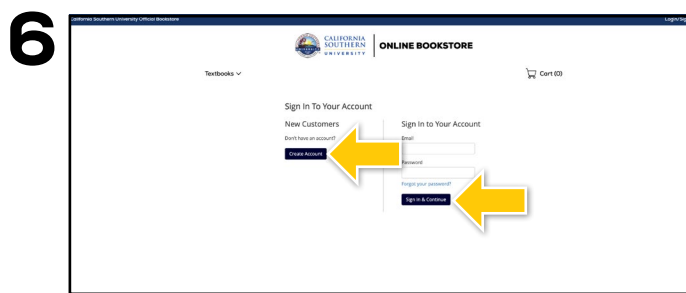 6
California Southern University Official Bookstore
CALIFORNIA
SOUTHERN
UNIVERSITY
ONLINE BOOKSTORE
Textbooks
Cart (0)
Sign In To Your Account
New Customers
Don't have an account?
Create Account
Sign In to Your Account
Email
Password
Forgot your password?
Sign In & Continue